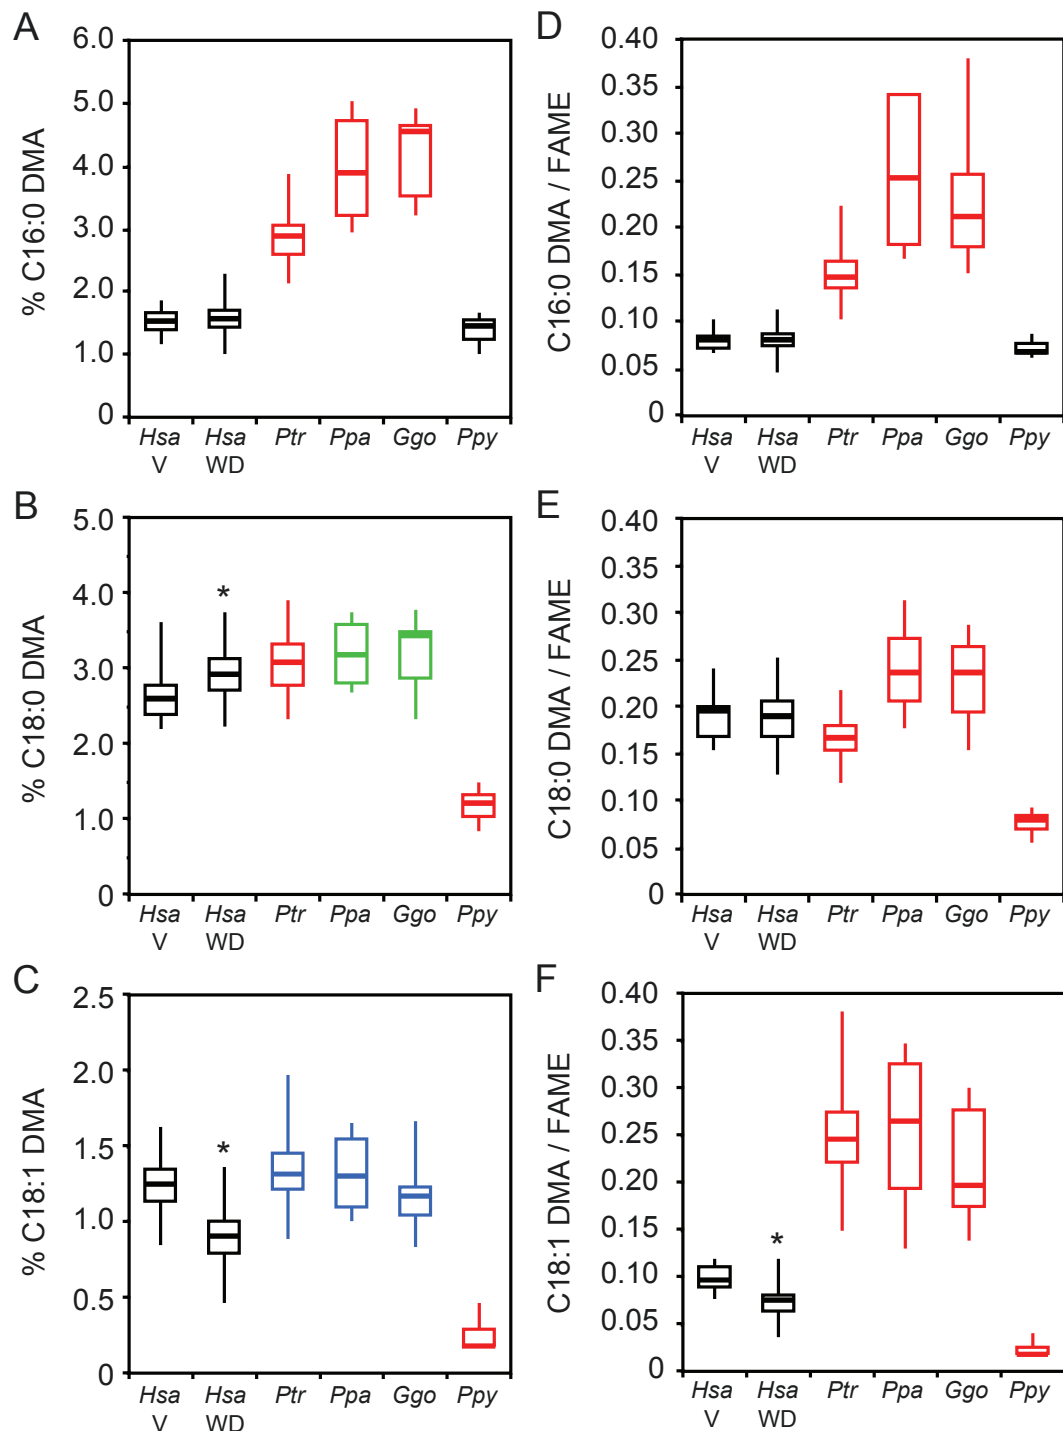 A
% C16:0 DMA
6.0
5.0
4.0
3.0
2.0
1.0
0
Hsa Hsa Ptr Ppa Ggo Ppy
V WD
D
C16:0 DMA / FAME
0.40
0.35
0.30
0.25
0.20
0.15
0.10
0.05
0
Hsa Hsa Ptr Ppa Ggo Ppy
V WD
B
% C18:0 DMA
5.0
4.0
3.0
2.0
1.0
0
*
Hsa Hsa Ptr Ppa Ggo Ppy
V WD
E
C18:0 DMA / FAME
0.40
0.35
0.30
0.25
0.20
0.15
0.10
0.05
0
Hsa Hsa Ptr Ppa Ggo Ppy
V WD
C
% C18:1 DMA
2.5
2.0
1.5
1.0
0.5
0
*
Hsa Hsa Ptr Ppa Ggo Ppy
V WD
F
C18:1 DMA / FAME
0.40
0.35
0.30
0.25
0.20
0.15
0.10
0.05
0
*
Hsa Hsa Ptr Ppa Ggo Ppy
V WD